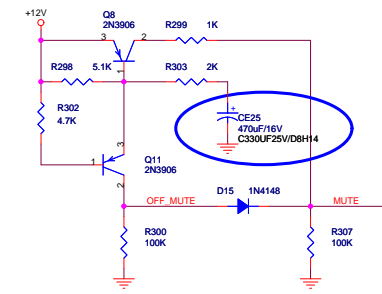 +12V
Q8
2N3906
R299 1K
3 2
1
R298 5.1K
R303 2K
R302
4.7K
+
CE25
470uF/16V
C330UF25V/D8H14
3
1
Q11
2N3906
2
OFF_MUTE
D15 1N4148
MUTE
R300
100K
R307
100K